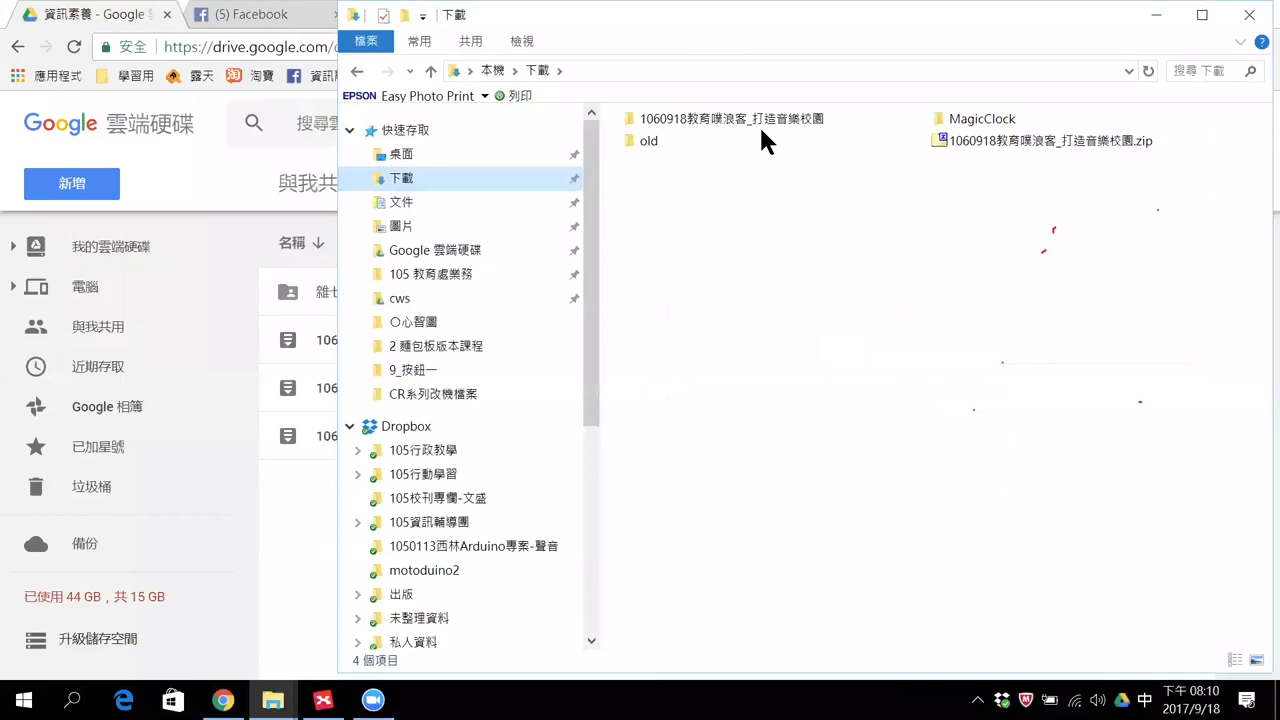 資訊素養 - Google
(5) Facebook
安全
https://drive.google.com/
應用程式
學習用
露天
淘寶
Google 雲端硬碟
搜尋雲
新增
與我共
我的雲端硬碟
電腦
與我共用
近期存取
Google 相簿
已加星號
垃圾桶
備份
已使用 44 GB，共 15 GB
升級儲存空間
名稱
106
106
106
下載
檔案
常用
共用
檢視
本機
下載
搜尋 下載
EPSON Easy Photo Print
列印
快速存取
桌面
下載
文件
圖片
Google 雲端硬碟
105 教育處業務
cws
〇心智圖
2 麵包板版本課程
9_按鈕一
CR系列改機檔案
Dropbox
105行政教學
105行動學習
105校刊專欄-文盛
105資訊輔導團
1050113西林Arduino專案-聲音
motoduino2
出版
未整理資料
私人資料
1060918教育噗浪客_打造音樂校園
MagicClock
old
1060918教育噗浪客_打造音樂校園.zip
4 個項目
中
下午 08:10
2017/9/18